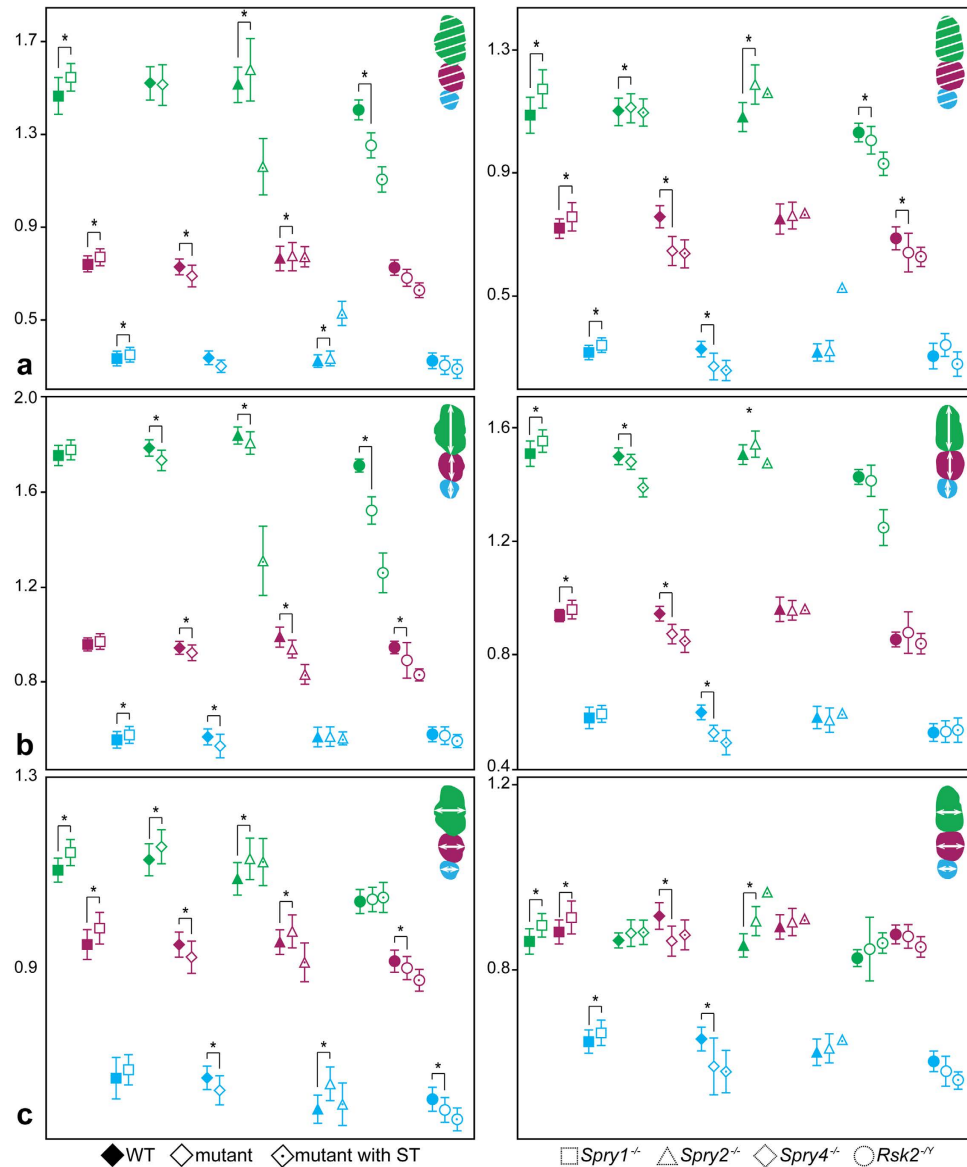 1.7
1.3
0.9
0.5
a
1.3
0.9
0.5
2.0
1.6
1.2
0.8
b
1.6
1.2
0.8
0.4
1.3
0.9
c
1.2
0.8
* * * * * * * * *
* * * * * * * *
* * * * * * * * *
* * * * * *
* * * * * * * * * *
* * * * * *
WT mutant mutant with ST Spry1-/- Spry2-/- Spry4-/- Rsk2-/Y